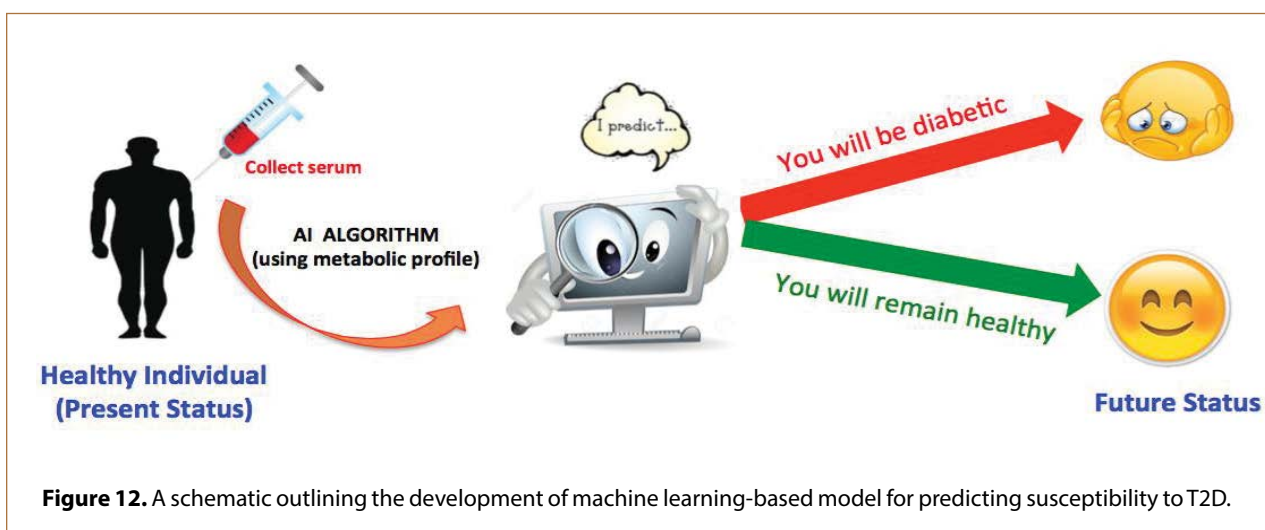 Collect serum
AI ALGORITHM
(using metabolic profile)
Healthy Individual
(Present Status)
I predict...
You will be diabetic
You will remain healthy
Future Status
Figure 12. A schematic outlining the development of machine learning-based model for predicting susceptibility to T2D.